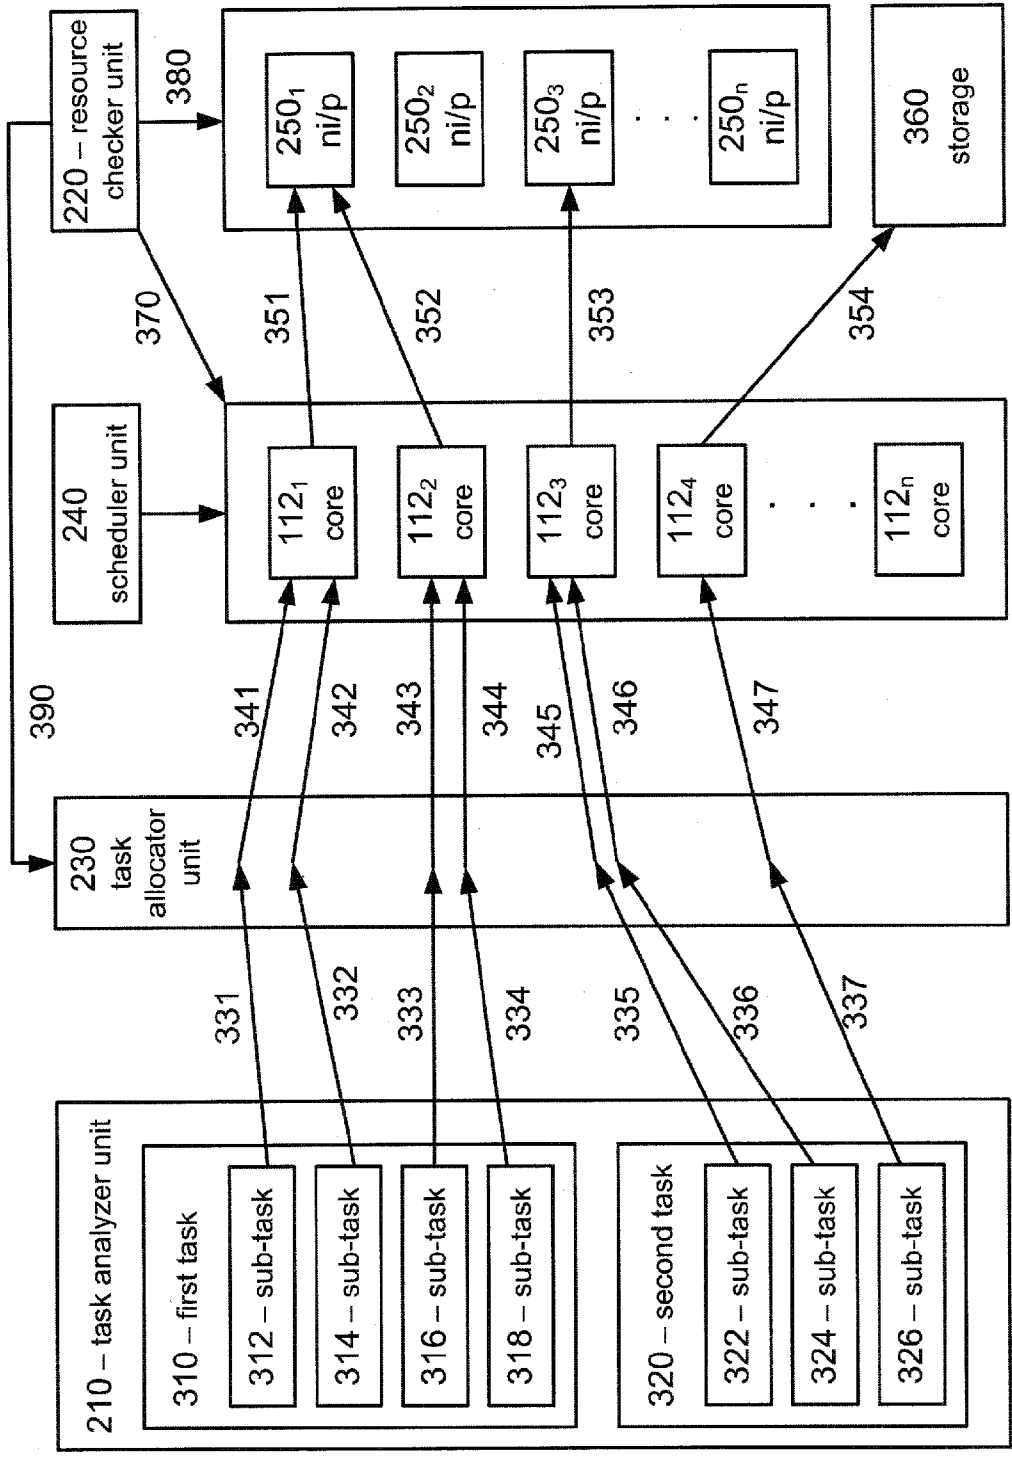 210 – task analyzer unit
310 – first task
312 – sub-task
314 – sub-task
316 – sub-task
318 – sub-task
320 – second task
322 – sub-task
324 – sub-task
326 – sub-task
331
332
333
334
335
336
337
230
task
allocator
unit
390
341
342
343
344
345
346
347
240
scheduler unit
112₁
core
112₂
core
112₃
core
112₄
core
. . .
112ₙ
core
370
351
352
353
354
220 – resource
checker unit
380
250₁
ni/p
250₂
ni/p
250₃
ni/p
. . .
250ₙ
ni/p
360
storage